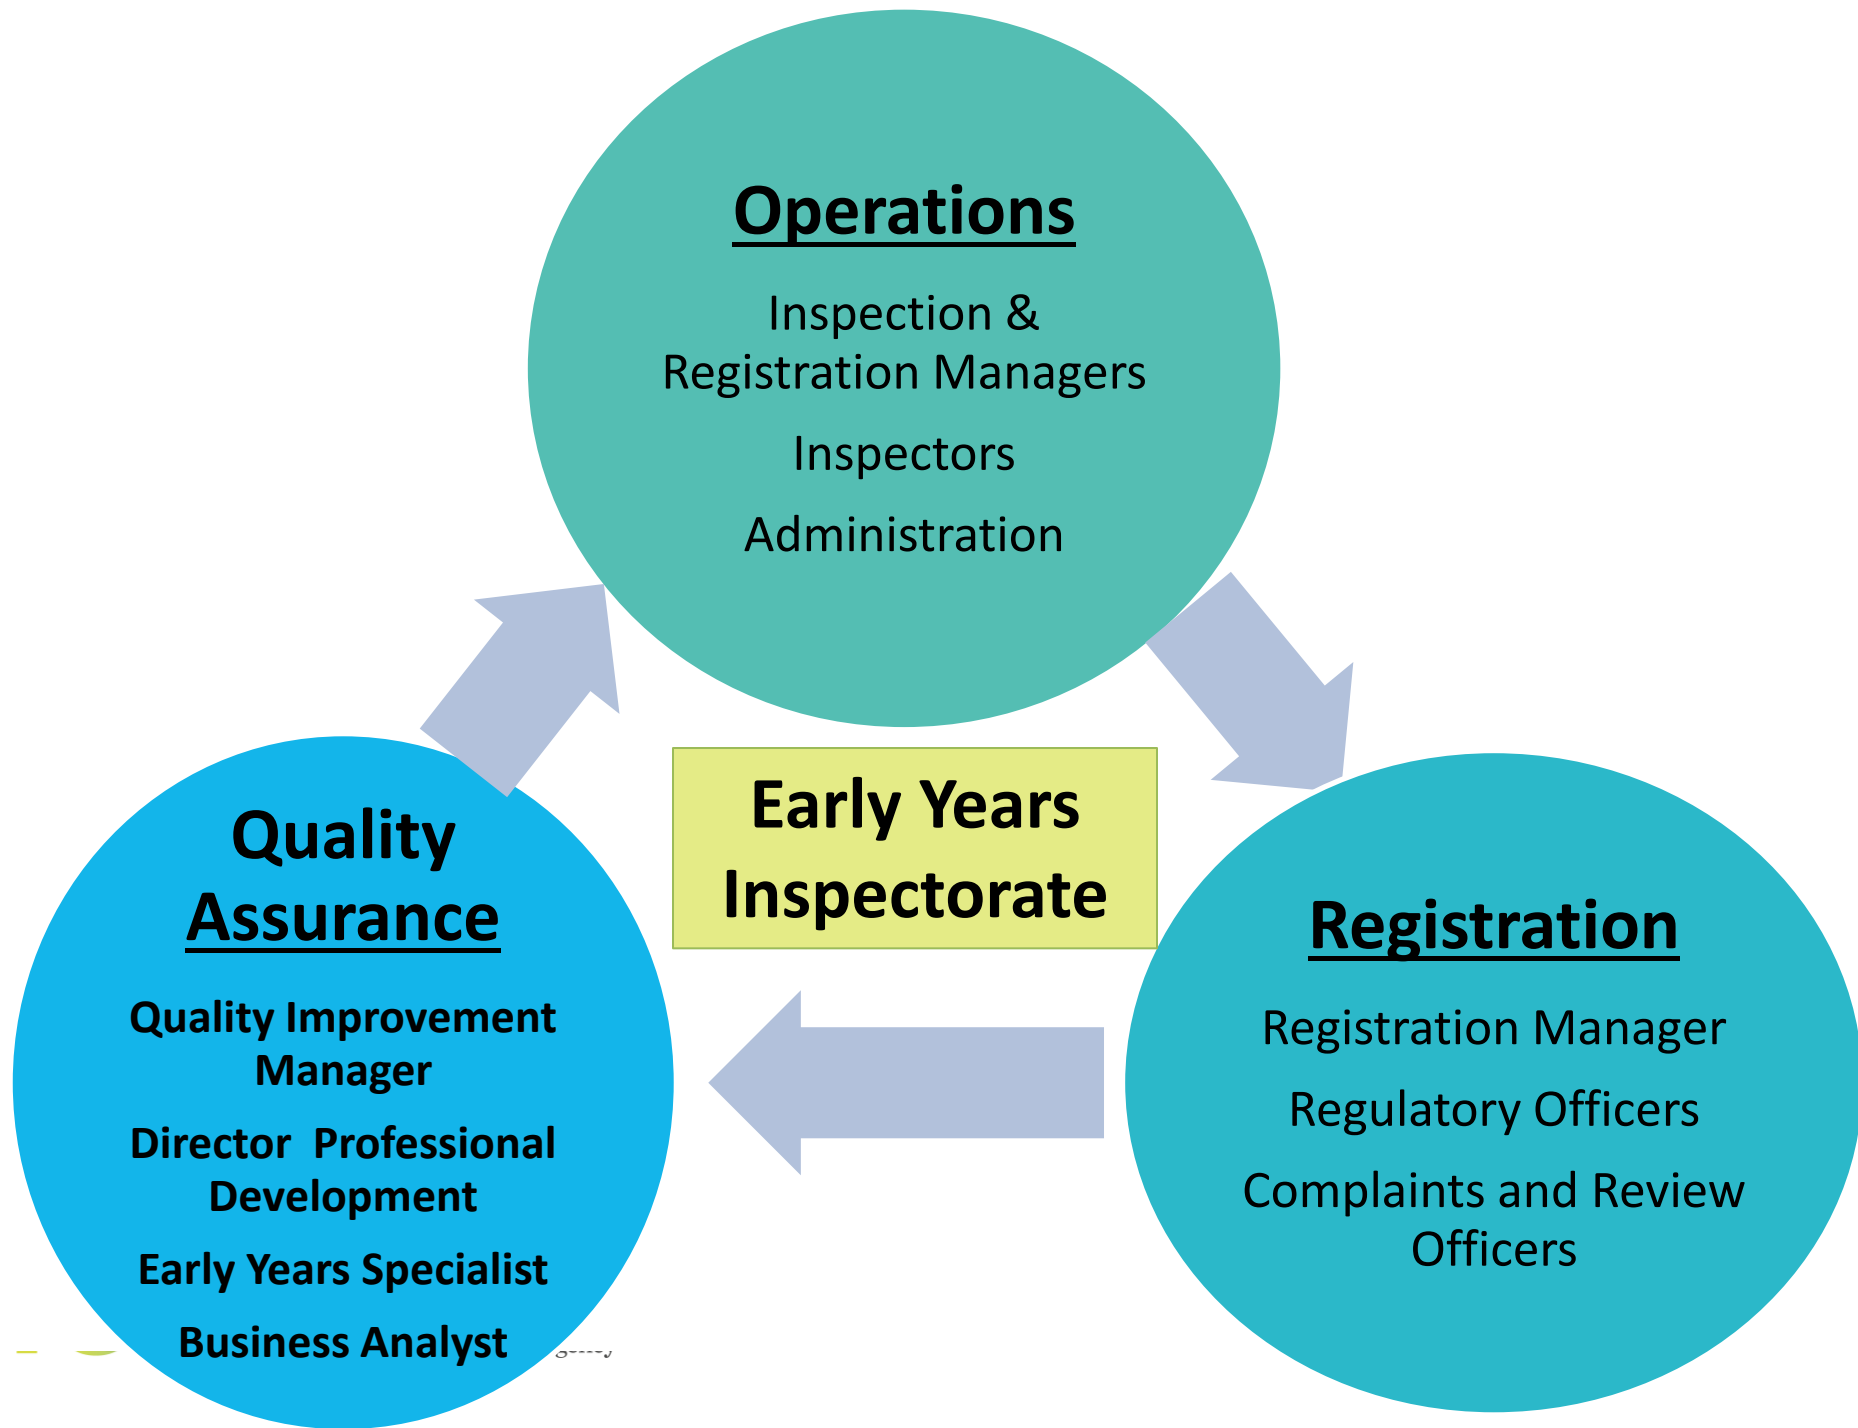 Operations
Inspection &
Registration Managers
Inspectors
Administration
Early Years
Inspectorate
Quality
Assurance
Quality Improvement
Manager
Director  Professional
Development
Early Years Specialist
Business Analyst
Registration
Registration Manager
Regulatory Officers
Complaints and Review
Officers